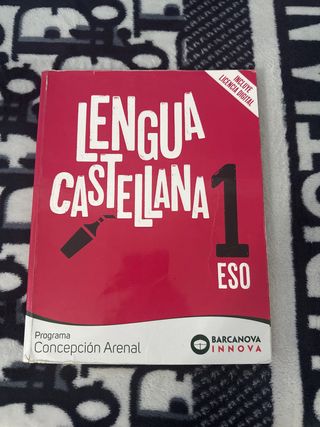 INCLUYE
LICENCIA DIGITAL
LENGUA
CASTELLANA
1
ESO
Programa
Concepción Arenal
BARCANOVA
INNOVA